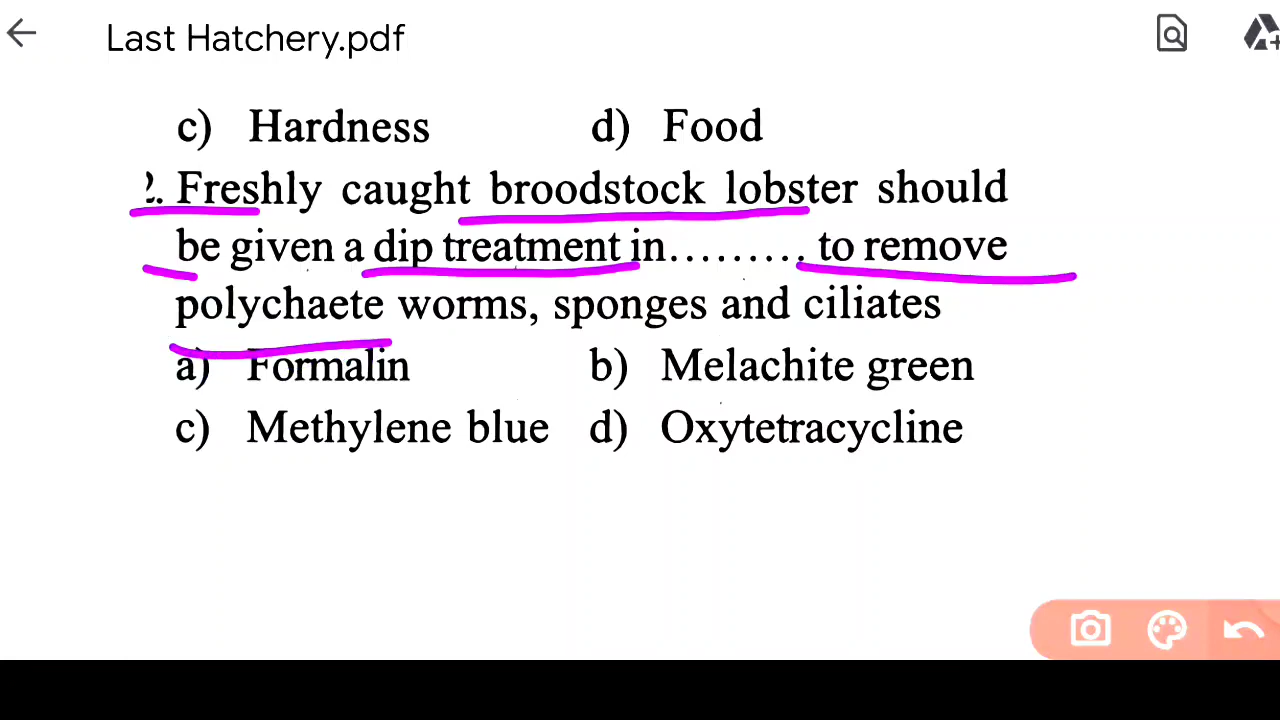 Last Hatchery.pdf
c) Hardness d) Food
2. Freshly caught broodstock lobster should
be given a dip treatment in......... to remove
polychaete worms, sponges and ciliates
a) Formalin b) Melachite green
c) Methylene blue d) Oxytetracycline